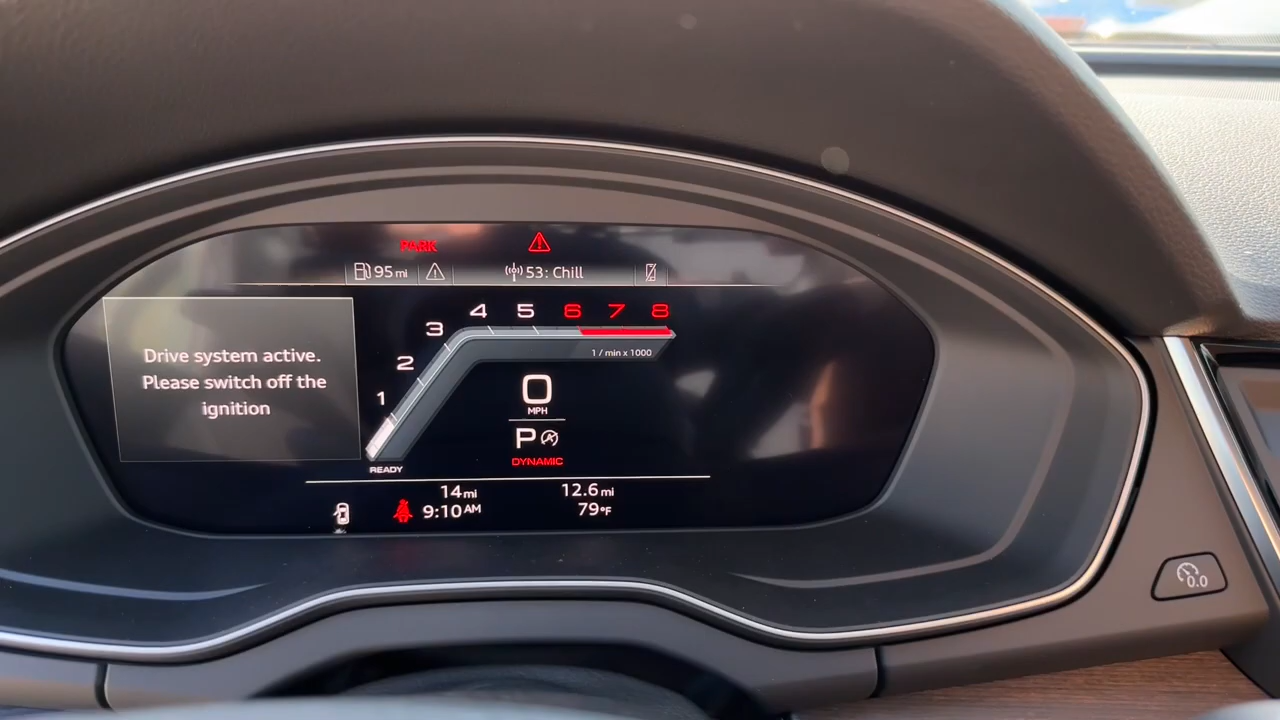 PARK
95 mi
53: Chill
4 5 6 7 8
3
2
1
1 / min x 1000
Drive system active.
Please switch off the
ignition
0
MPH
P
DYNAMIC
READY
14 mi
12.6 mi
9:10 AM
79°F
0.0